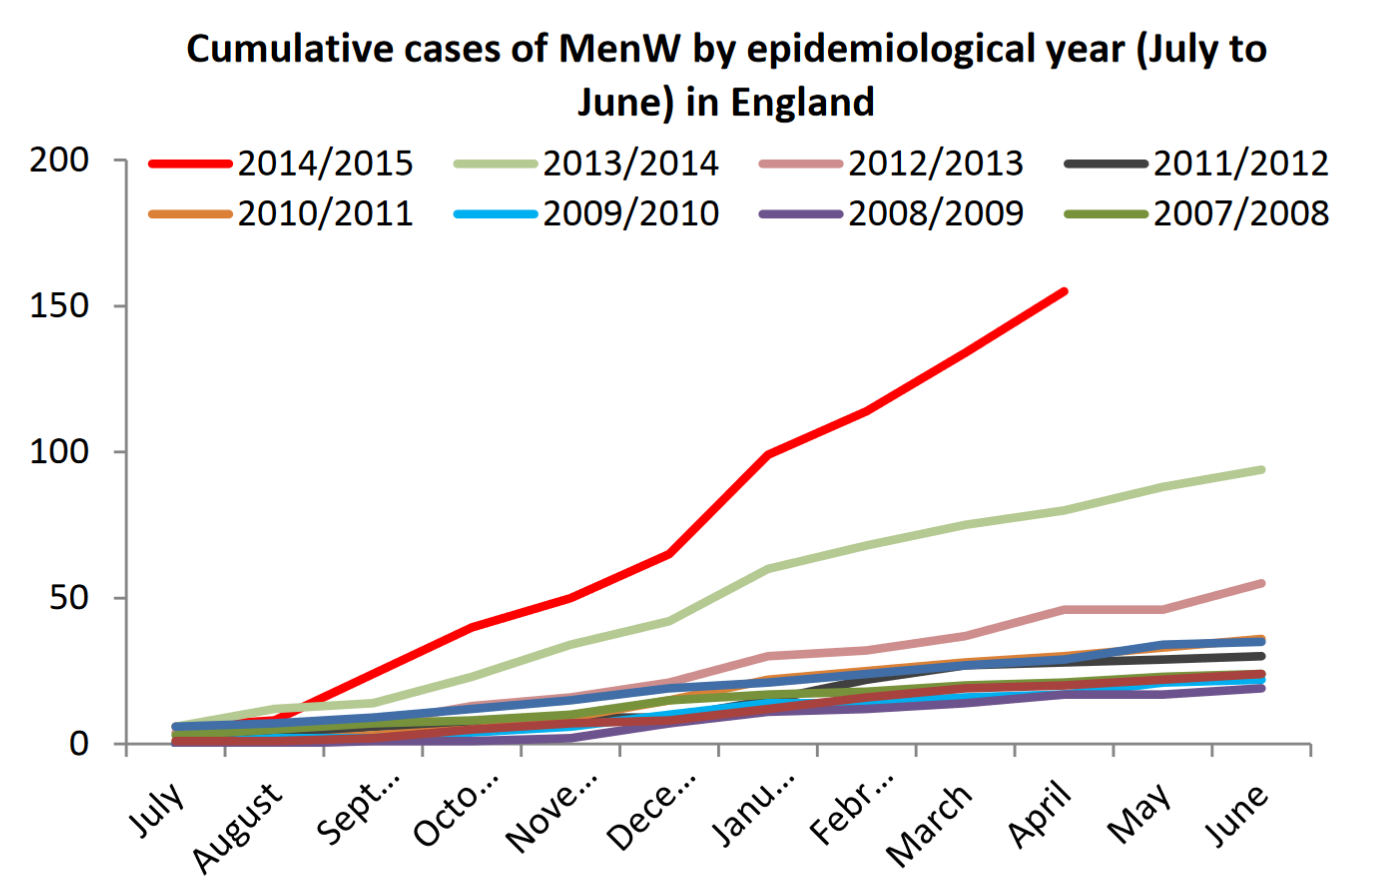 Cumulative cases of MenW by epidemiological year (July to
June) in England
200
2014/2015 2013/2014 2012/2013 2011/2012
2010/2011 2009/2010 2008/2009 2007/2008
150
100
50
0
July August Sept... Octo... Nove... Dece... Janu... Febr... March April May June